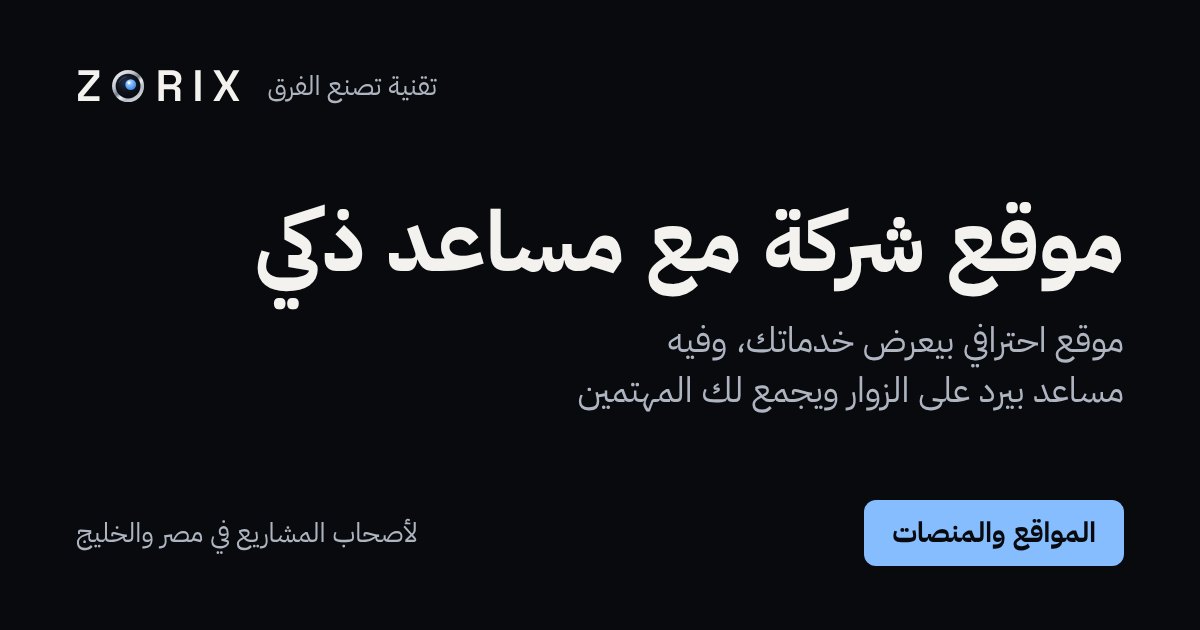 ZORIX
تقنية تصنع الفرق
موقع شركة مع مساعد ذكي
موقع احترافي بيعرض خدماتك، وفيه
مساعد بيرد على الزوار ويجمع لك المهتمين
المواقع والمنصات
لأصحاب المشاريع في مصر والخليج